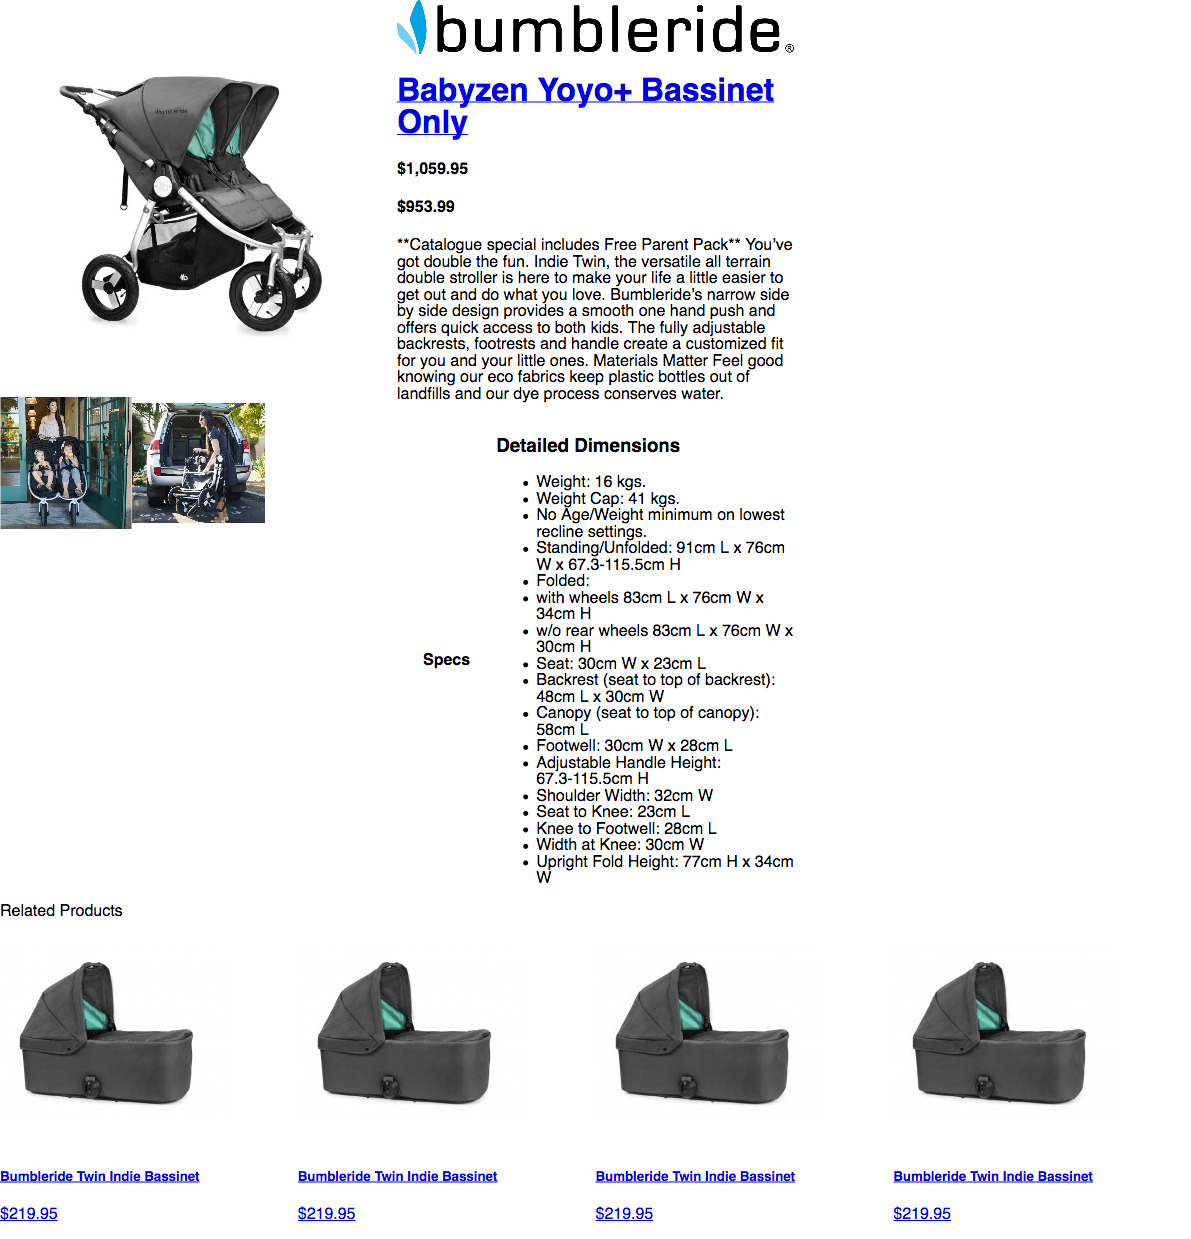 bumbleride®
Babyzen Yoyo+ Bassinet
Only
$1,059.95
$953.99
**Catalogue special includes Free Parent Pack** You've
got double the fun. Indie Twin, the versatile all terrain
double stroller is here to make your life a little easier to
get out and do what you love. Bumbleride's narrow side
by side design provides a smooth one hand push and
offers quick access to both kids. The fully adjustable
backrests, footrests and handle create a customized fit
for you and your little ones. Materials Matter Feel good
knowing our eco fabrics keep plastic bottles out of
landfills and our dye process conserves water.
Specs
Detailed Dimensions
• Weight: 16 kgs.
• Weight Cap: 41 kgs.
• No Age/Weight minimum on lowest
recline settings.
• Standing/Unfolded: 91cm L x 76cm
W x 67.3-115.5cm H
• Folded:
• with wheels 83cm L x 76cm W x
34cm H
• w/o rear wheels 83cm L x 76cm W x
30cm H
• Seat: 30cm W x 23cm L
• Backrest (seat to top of backrest):
48cm L x 30cm W
• Canopy (seat to top of canopy):
58cm L
• Footwell: 30cm W x 28cm L
• Adjustable Handle Height:
67.3-115.5cm H
• Shoulder Width: 32cm W
• Seat to Knee: 23cm L
• Knee to Footwell: 28cm L
• Width at Knee: 30cm W
• Upright Fold Height: 77cm H x 34cm
W
Related Products
Bumbleride Twin Indie Bassinet
$219.95
Bumbleride Twin Indie Bassinet
$219.95
Bumbleride Twin Indie Bassinet
$219.95
Bumbleride Twin Indie Bassinet
$219.95